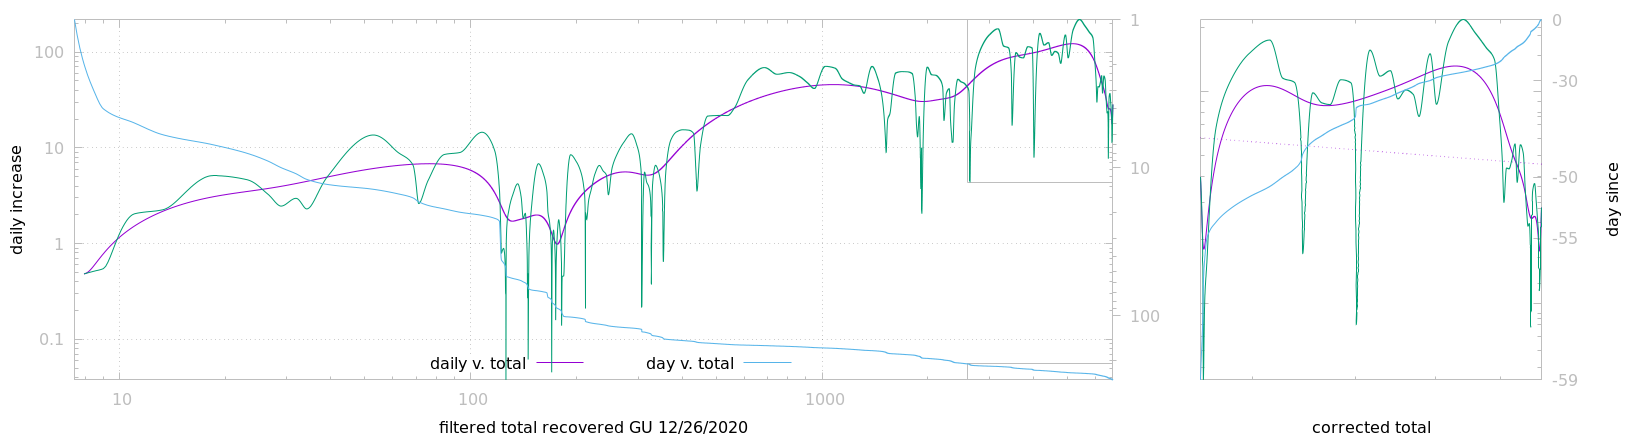 100
10
1
0.1
daily increase
daily v. total
day v. total
10
100
1000
filtered total recovered GU 12/26/2020
1
10
100
0
-30
-50
-55
-59
day since
corrected total